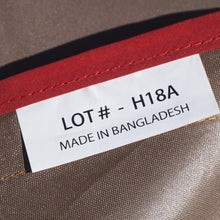 LOT # - H18A
MADE IN BANGLADESH